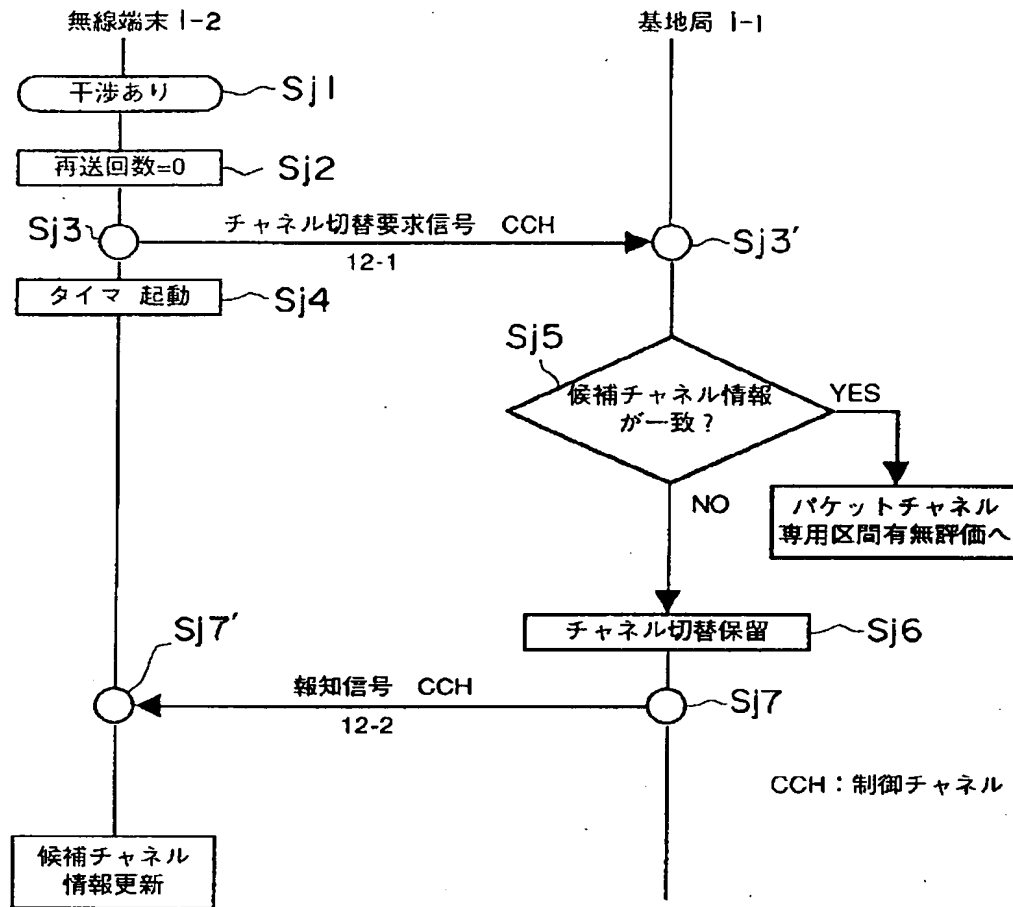 無線端末 1-2
基地局 1-1
干渉あり
Sj1
再送回数=0
Sj2
Sj3
チャネル切替要求信号 CCH
12-1
Sj3′
タイマ 起動
Sj4
Sj5
候補チャネル情報
が一致?
YES
NO
パケットチャネル
専用区間有無評価へ
チャネル切替保留
Sj6
Sj7′
報知信号 CCH
12-2
Sj7
CCH:制御チャネル
候補チャネル
情報更新